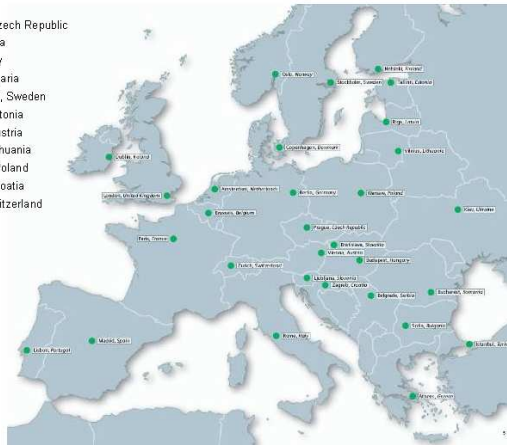 zech Republic
a
y
aria
, Sweden
tonia
stria
huania
oland
oatia
itzerland
Oslo, Norway
Helsinki, Finland
Stockholm, Sweden
Tallinn, Estonia
Riga, Latvia
Vilnius, Lithuania
Copenhagen, Denmark
Dublin, Ireland
London, United Kingdom
Amsterdam, Netherlands
Berlin, Germany
Warsaw, Poland
Brussels, Belgium
Kiev, Ukraine
Prague, Czech Republic
Paris, France
Bratislava, Slovakia
Vienna, Austria
Budapest, Hungary
Zurich, Switzerland
Ljubljana, Slovenia
Zagreb, Croatia
Belgrade, Serbia
Bucharest, Romania
Sofia, Bulgaria
Rome, Italy
Madrid, Spain
Lisbon, Portugal
Istanbul,
Athens, Greece